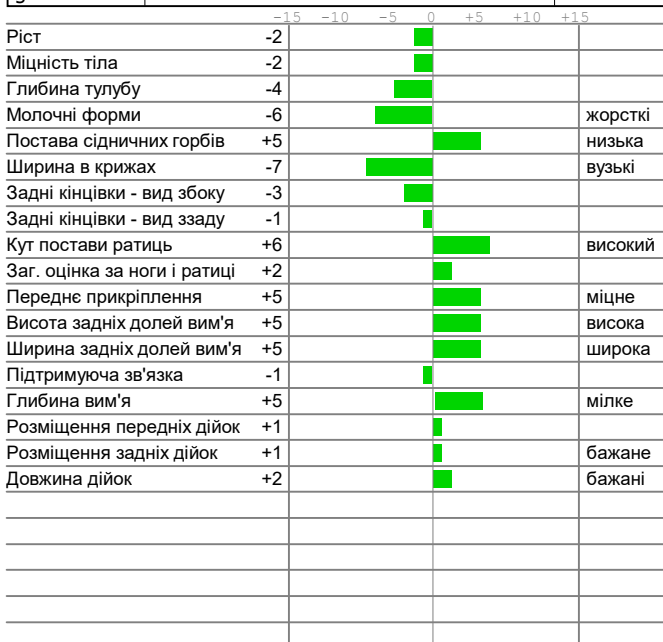 -15 -10 -5 0 +5 +10 +15
Ріст -2
Міцність тіла -2
Глибина тулубу -4
Молочні форми -6 жорсткі
Постава сідничних горбів +5 низька
Ширина в крижах -7 вузькі
Задні кінцівки - вид збоку -3
Задні кінцівки - вид ззаду -1
Кут постави ратиць +6 високий
Заг. оцінка за ноги і ратиці +2
Переднє прикріплення +5 міцне
Висота задніх долей вим'я +5 висока
Ширина задніх долей вим'я +5 широка
Підтримуюча зв'язка -1
Глибина вим'я +5 мілке
Розміщення передніх дійок +1
Розміщення задніх дійок +1 бажане
Довжина дійок +2 бажані